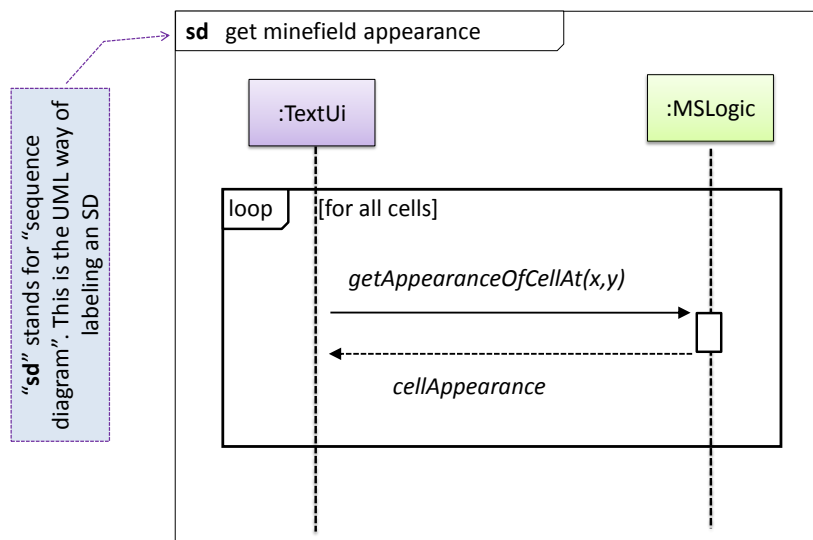 sd get minefield appearance
“sd” stands for “sequence
diagram”. This is the UML way of
labeling an SD
:TextUi
:MSLogic
loop
[for all cells]
getAppearanceOfCellAt(x,y)
cellAppearance